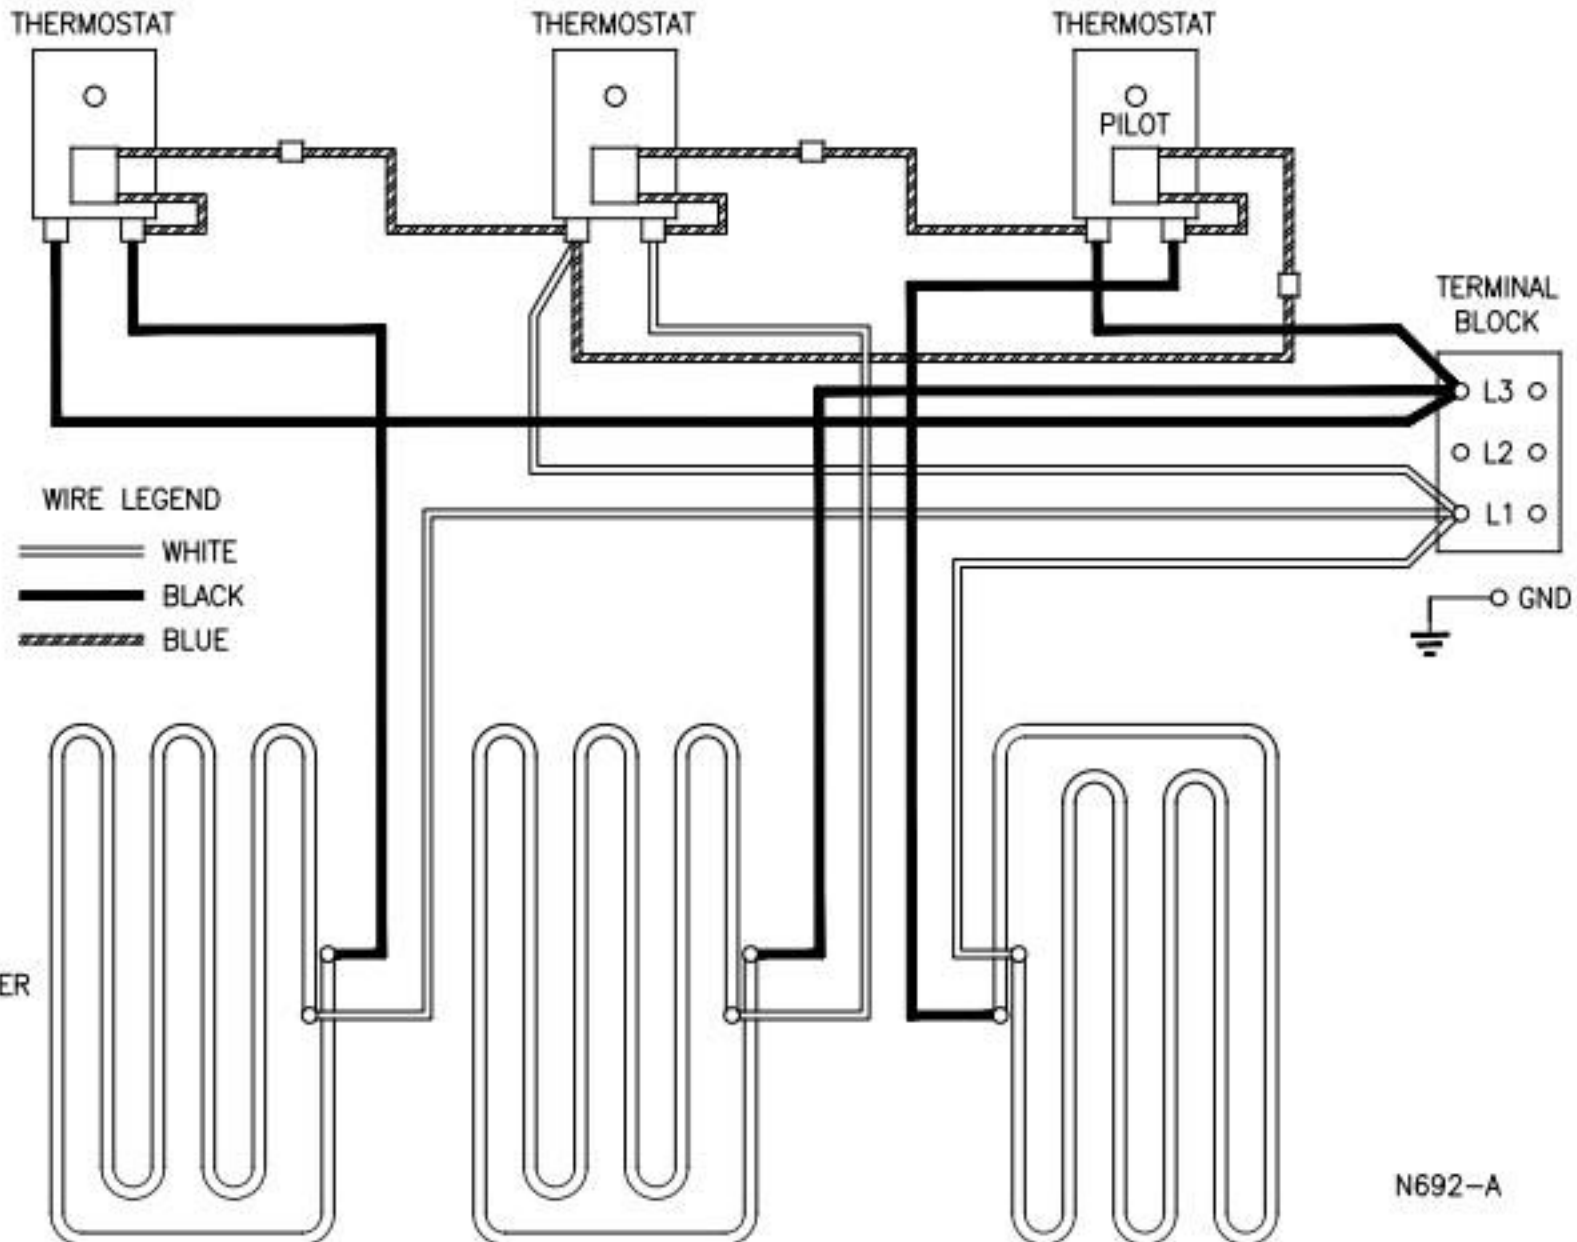 THERMOSTAT
THERMOSTAT
THERMOSTAT
PILOT
TERMINAL
BLOCK
L3
L2
L1
GND
WIRE LEGEND
WHITE
BLACK
BLUE
ER
N692-A